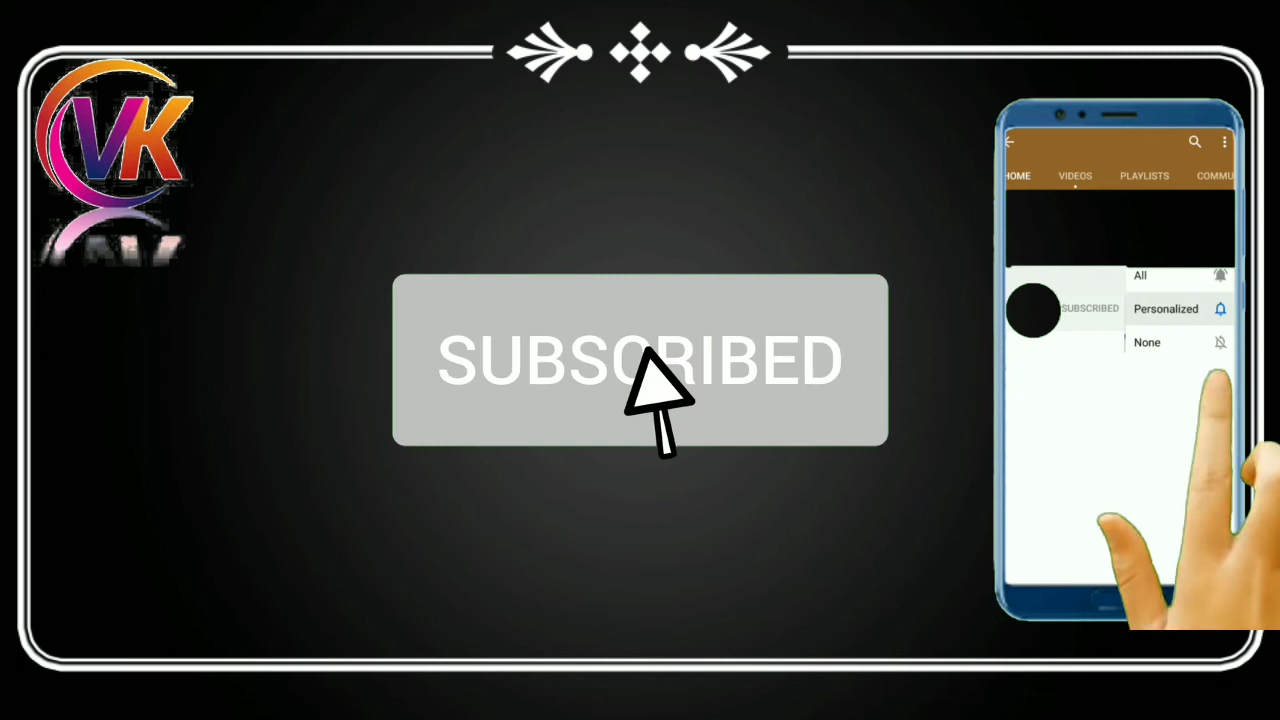 VK
HOME VIDEOS PLAYLISTS COMMU
All
SUBSCRIBED Personalized
None
SUBSCRIBED